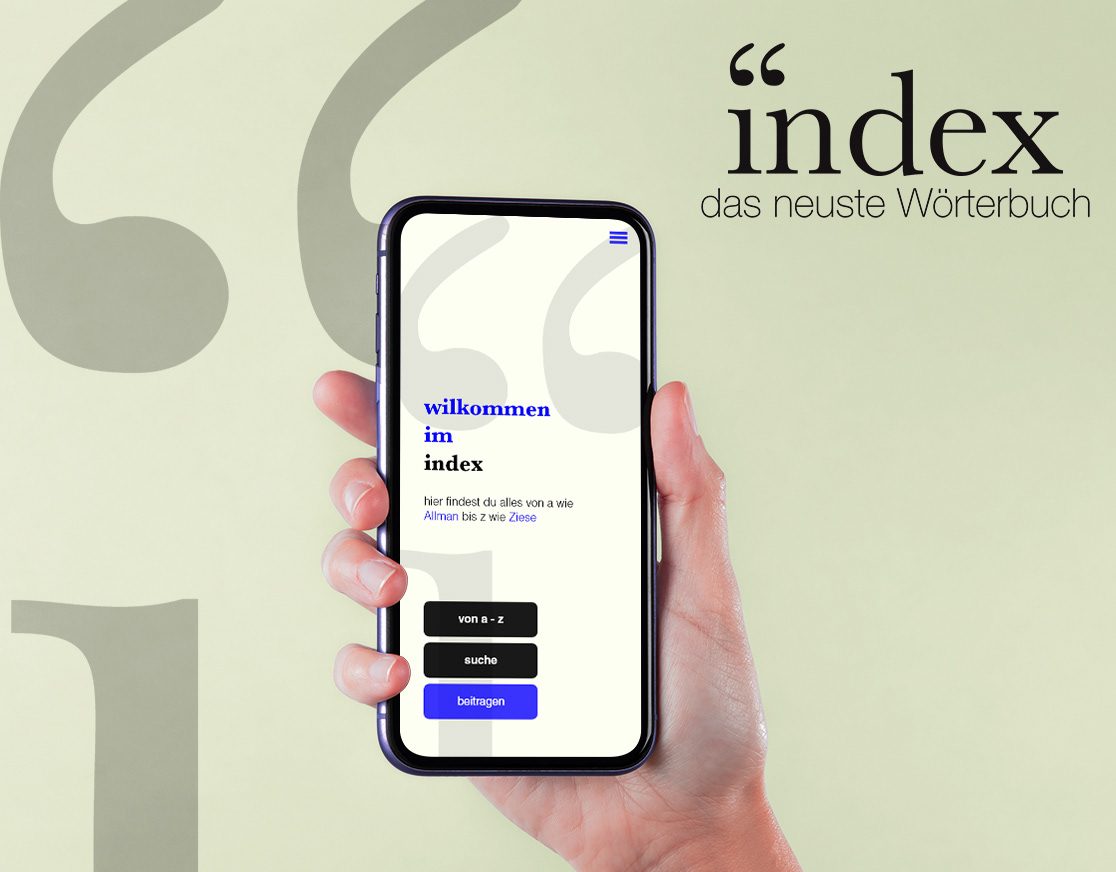 “index
das neuste Wörterbuch
wilkommen
im
index
hier findest du alles von a wie
Allman bis z wie Ziese
von a - z
suche
beitragen